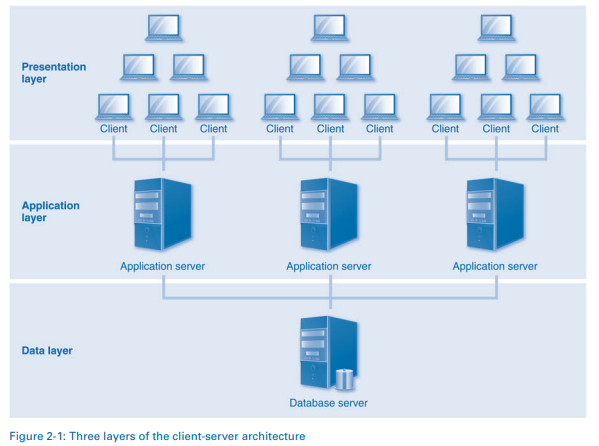 Presentation
layer
Client Client Client Client Client Client Client Client Client
Application
layer
Application server Application server Application server
Data layer
Database server
Figure 2-1: Three layers of the client-server architecture